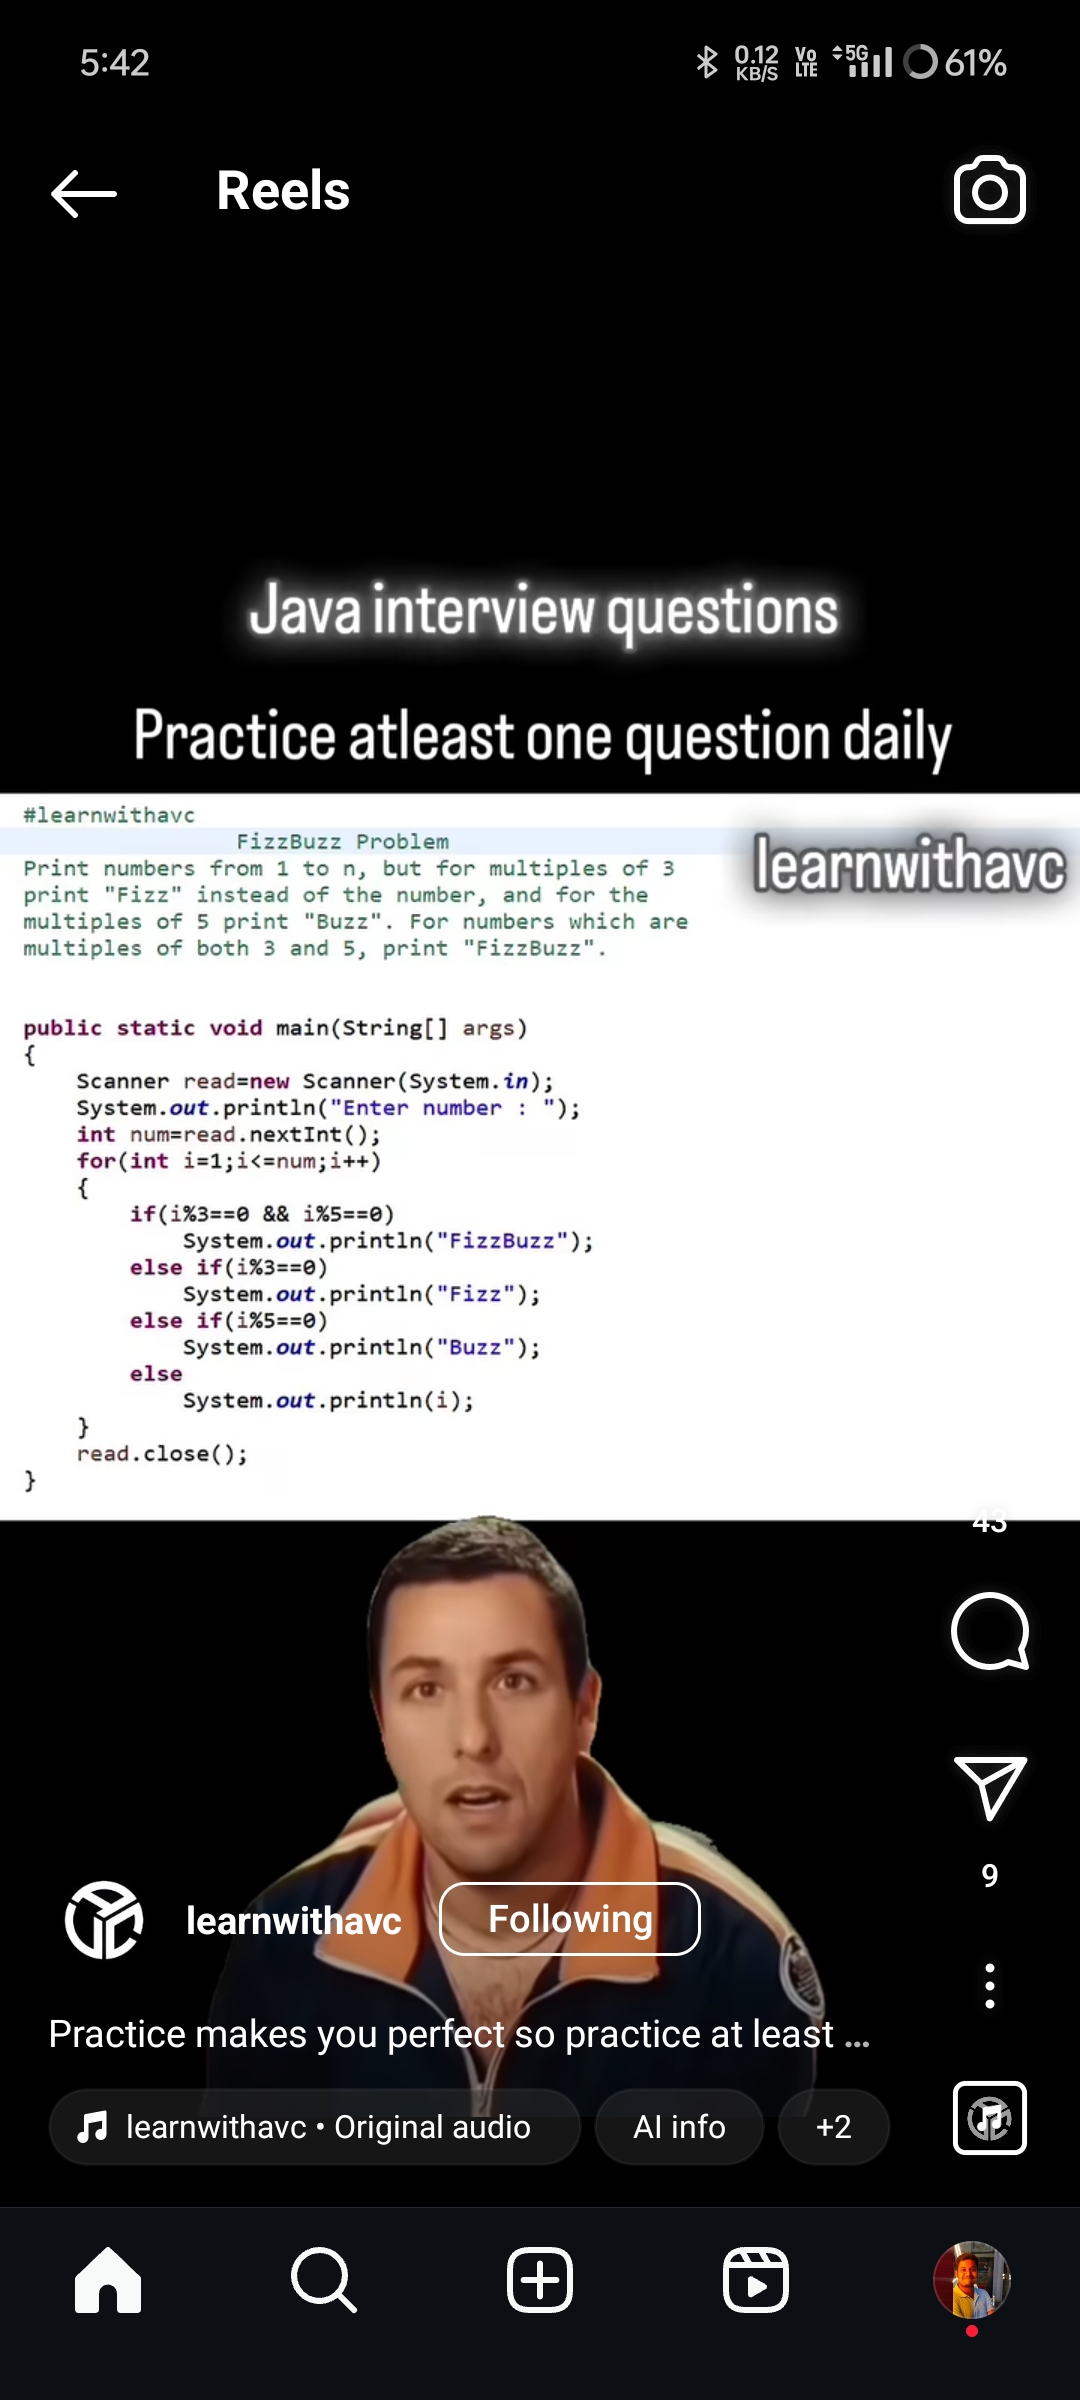 5:42
0.12 KB/S Vo LTE 5G 61%
Reels
Java interview questions
Practice atleast one question daily
#learnwithavc
FizzBuzz Problem
learnwithavc
Print numbers from 1 to n, but for multiples of 3
print "Fizz" instead of the number, and for the
multiples of 5 print "Buzz". For numbers which are
multiples of both 3 and 5, print "FizzBuzz".
public static void main(String[] args)
{
    Scanner read=new Scanner(System.in);
    System.out.println("Enter number : ");
    int num=read.nextInt();
    for(int i=1;i<=num;i++)
    {
        if(i%3==0 && i%5==0)
            System.out.println("FizzBuzz");
        else if(i%3==0)
            System.out.println("Fizz");
        else if(i%5==0)
            System.out.println("Buzz");
        else
            System.out.println(i);
    }
    read.close();
}
43
9
learnwithavc Following
Practice makes you perfect so practice at least ...
learnwithavc • Original audio AI info +2